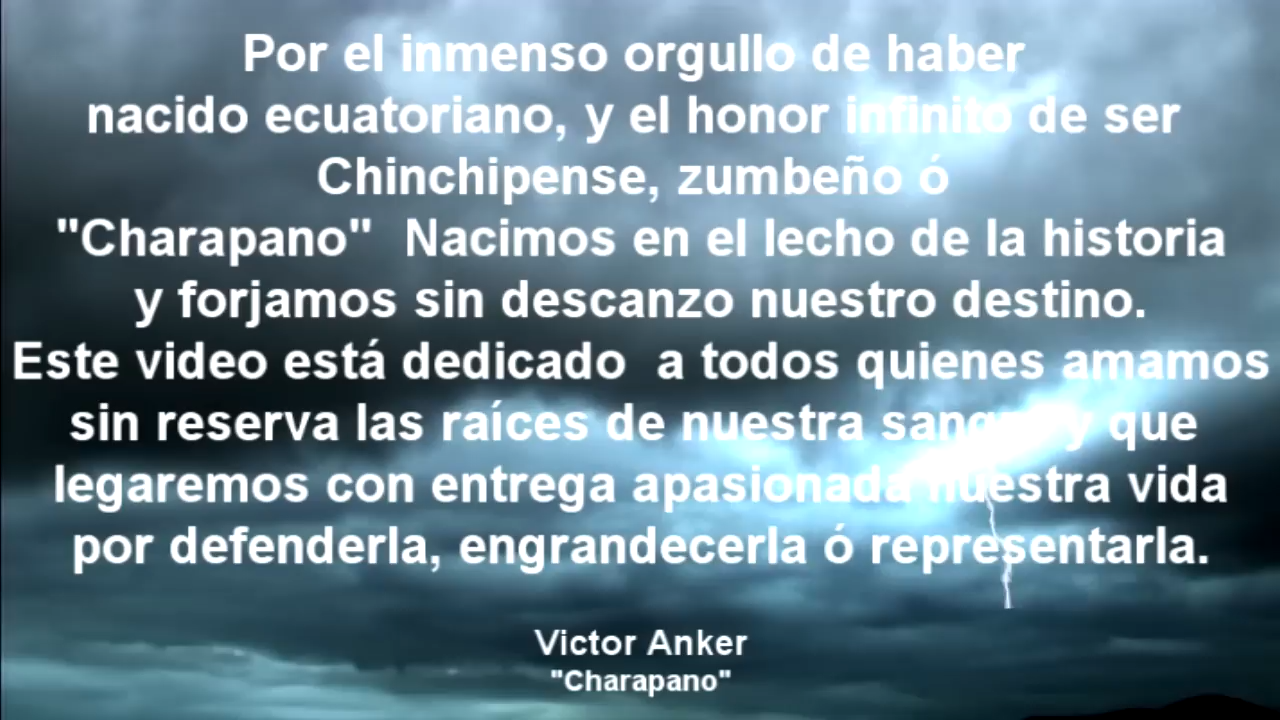 Por el inmenso orgullo de haber
nacido ecuatoriano, y el honor infinito de ser
Chinchipense, zumbeño ó
"Charapano" Nacimos en el lecho de la historia
y forjamos sin descanzo nuestro destino.
Este video está dedicado a todos quienes amamos
sin reserva las raíces de nuestra sangre y que
legaremos con entrega apasionada nuestra vida
por defenderla, engrandecerla ó representarla.
Victor Anker
"Charapano"